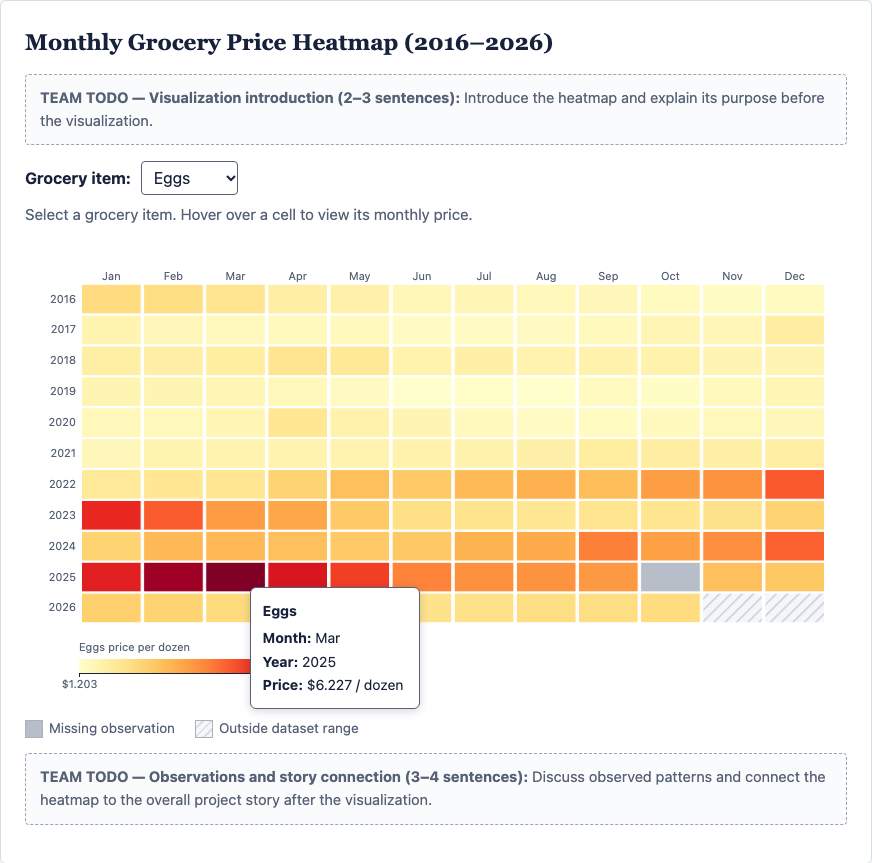 Monthly Grocery Price Heatmap (2016–2026)
TEAM TODO — Visualization introduction (2–3 sentences): Introduce the heatmap and explain its purpose before
the visualization.
Grocery item: Eggs
Select a grocery item. Hover over a cell to view its monthly price.
Jan Feb Mar Apr May Jun Jul Aug Sep Oct Nov Dec
2016
2017
2018
2019
2020
2021
2022
2023
2024
2025
2026
Eggs
Month: Mar
Year: 2025
Price: $6.227 / dozen
Eggs price per dozen
$1.203
Missing observation Outside dataset range
TEAM TODO — Observations and story connection (3–4 sentences): Discuss observed patterns and connect the
heatmap to the overall project story after the visualization.